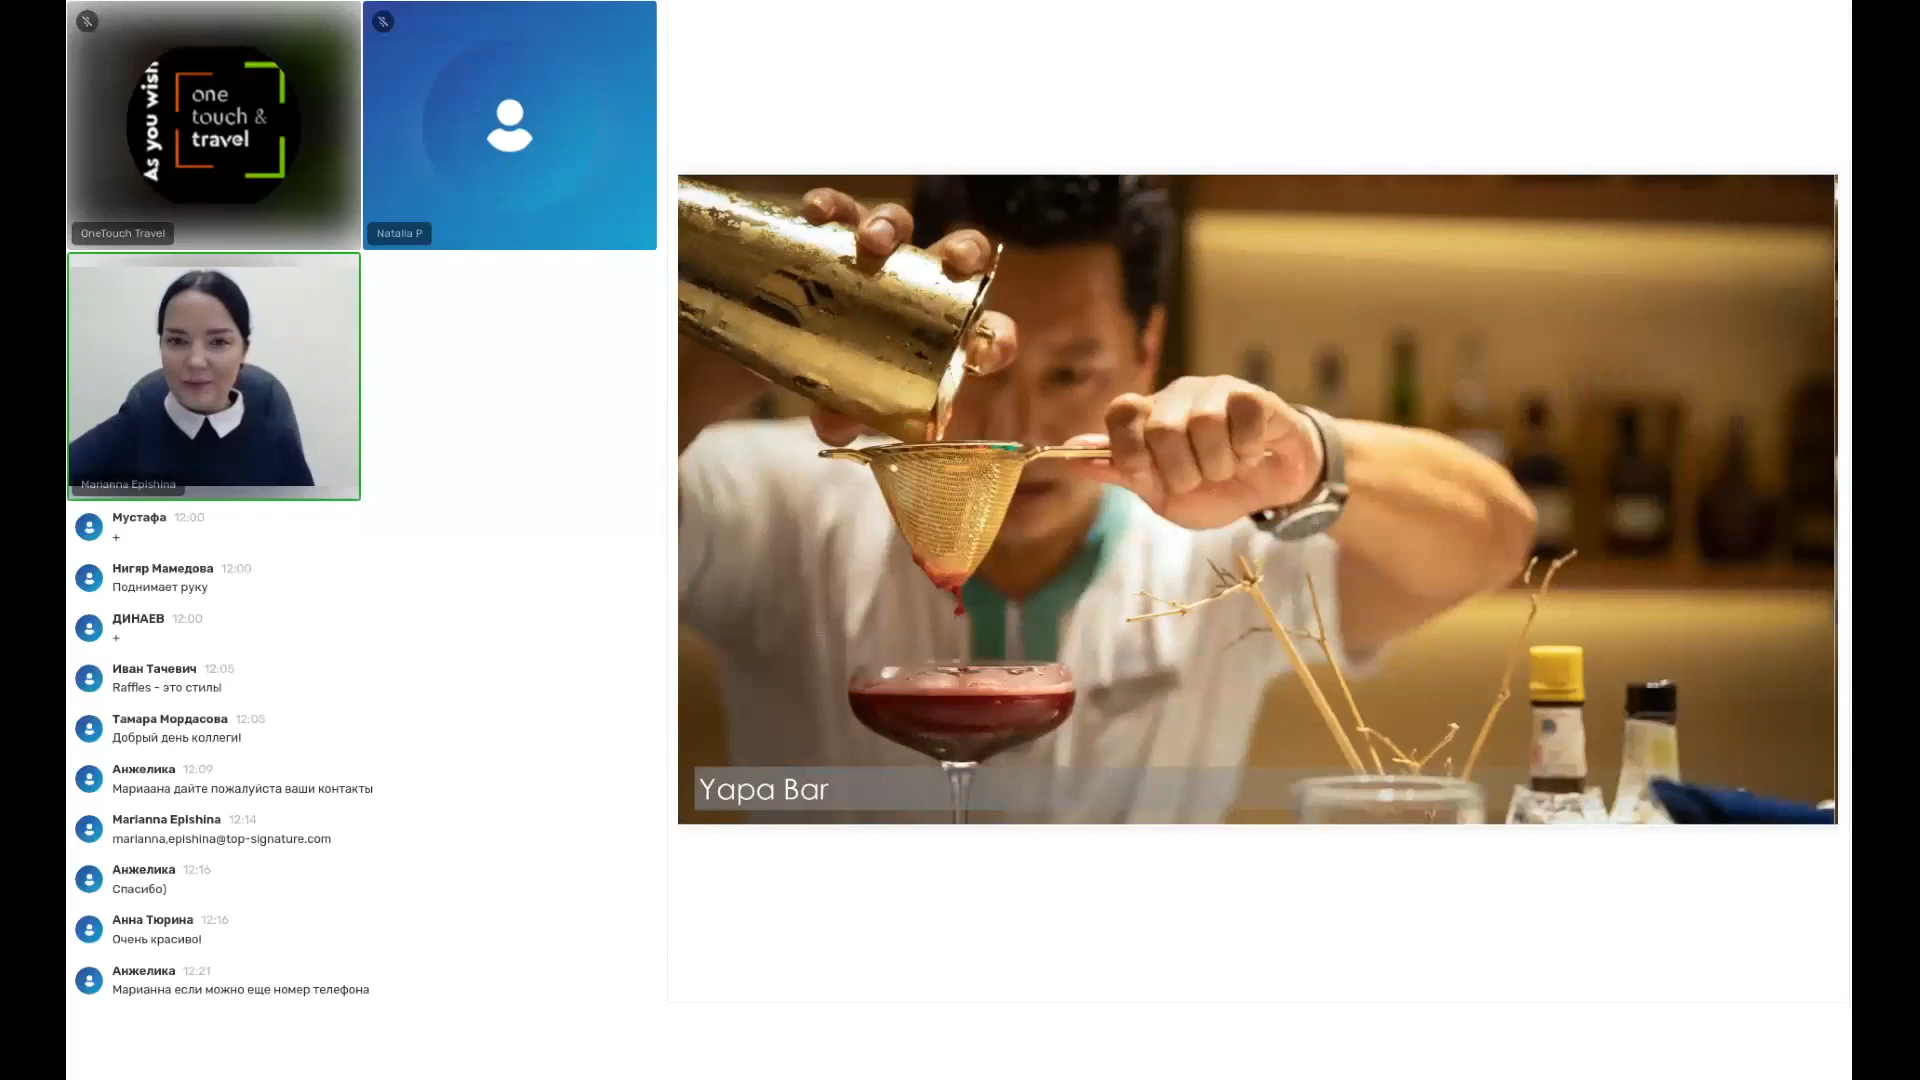 As you wish
one
touch &
travel
OneTouch Travel
Natalia P
Marianna Epishina
Мустафа 12:00
+
Нигяр Мамедова 12:00
Поднимает руку
ДИНАЕВ 12:00
+
Иван Тачевич 12:05
Raffles - это стиль!
Тамара Мордасова 12:05
Добрый день коллеги!
Анжелика 12:09
Мариаана дайте пожалуйста ваши контакты
Marianna Epishina 12:14
marianna,epishina@top-signature.com
Анжелика 12:16
Спасибо)
Анна Тюрина 12:16
Очень красиво!
Анжелика 12:21
Марианна если можно еще номер телефона
Yapa Bar